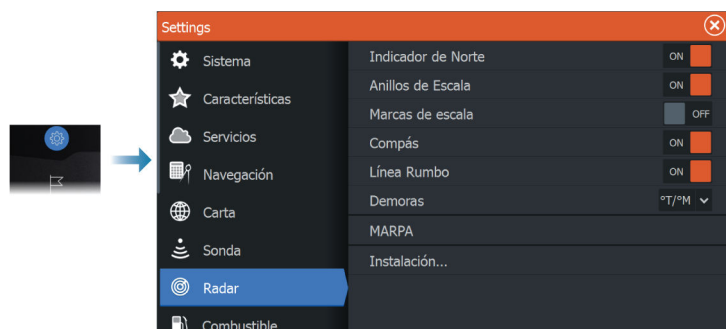 Settings
Sistema
Características
Servicios
Navegación
Carta
Sonda
Radar
Combustible
Indicador de Norte ON
Anillos de Escala ON
Marcas de escala OFF
Compás ON
Línea Rumbo ON
Demoras °T/°M
MARPA
Instalación...